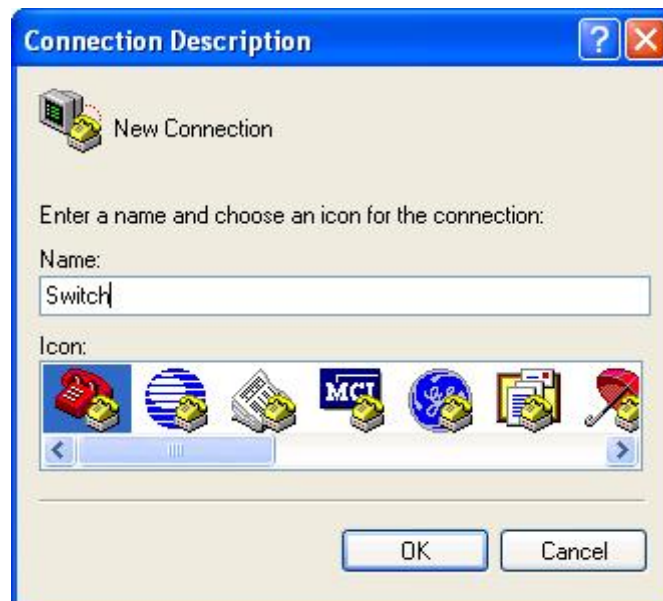 Connection Description
New Connection
Enter a name and choose an icon for the connection:
Name:
Switch
Icon:
MCI
OK
Cancel